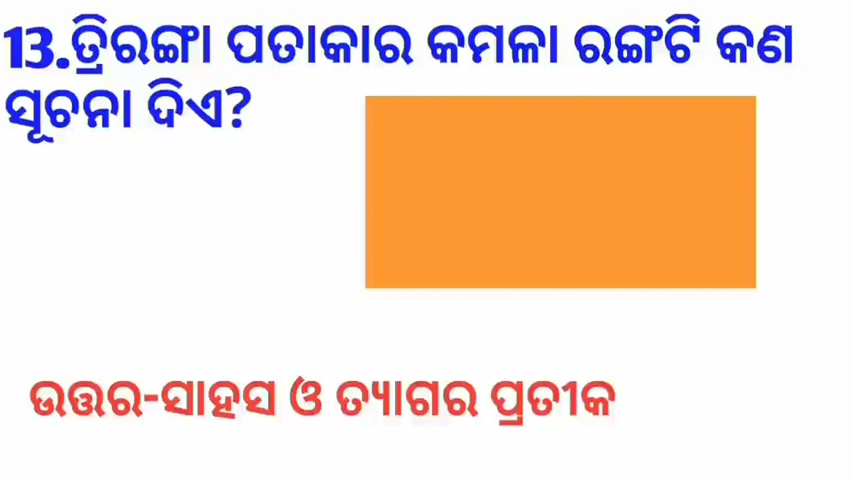 13.ତ୍ରିରଙ୍ଗା ପତାକାର କମଳା ରଙ୍ଗଟି କଣ
ସୂଚନା ଦିଏ?
ଉତ୍ତର-ସାହସ ଓ ତ୍ୟାଗର ପ୍ରତୀକ